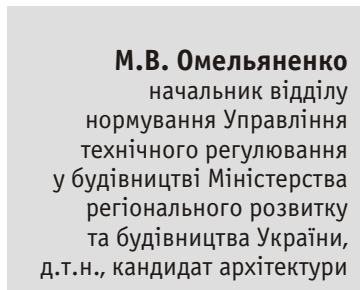 М.В. Омельяненко
начальник відділу
нормування Управління
технічного регулювання
у будівництві Міністерства
регіонального розвитку
та будівництва України,
д.т.н., кандидат архітектури